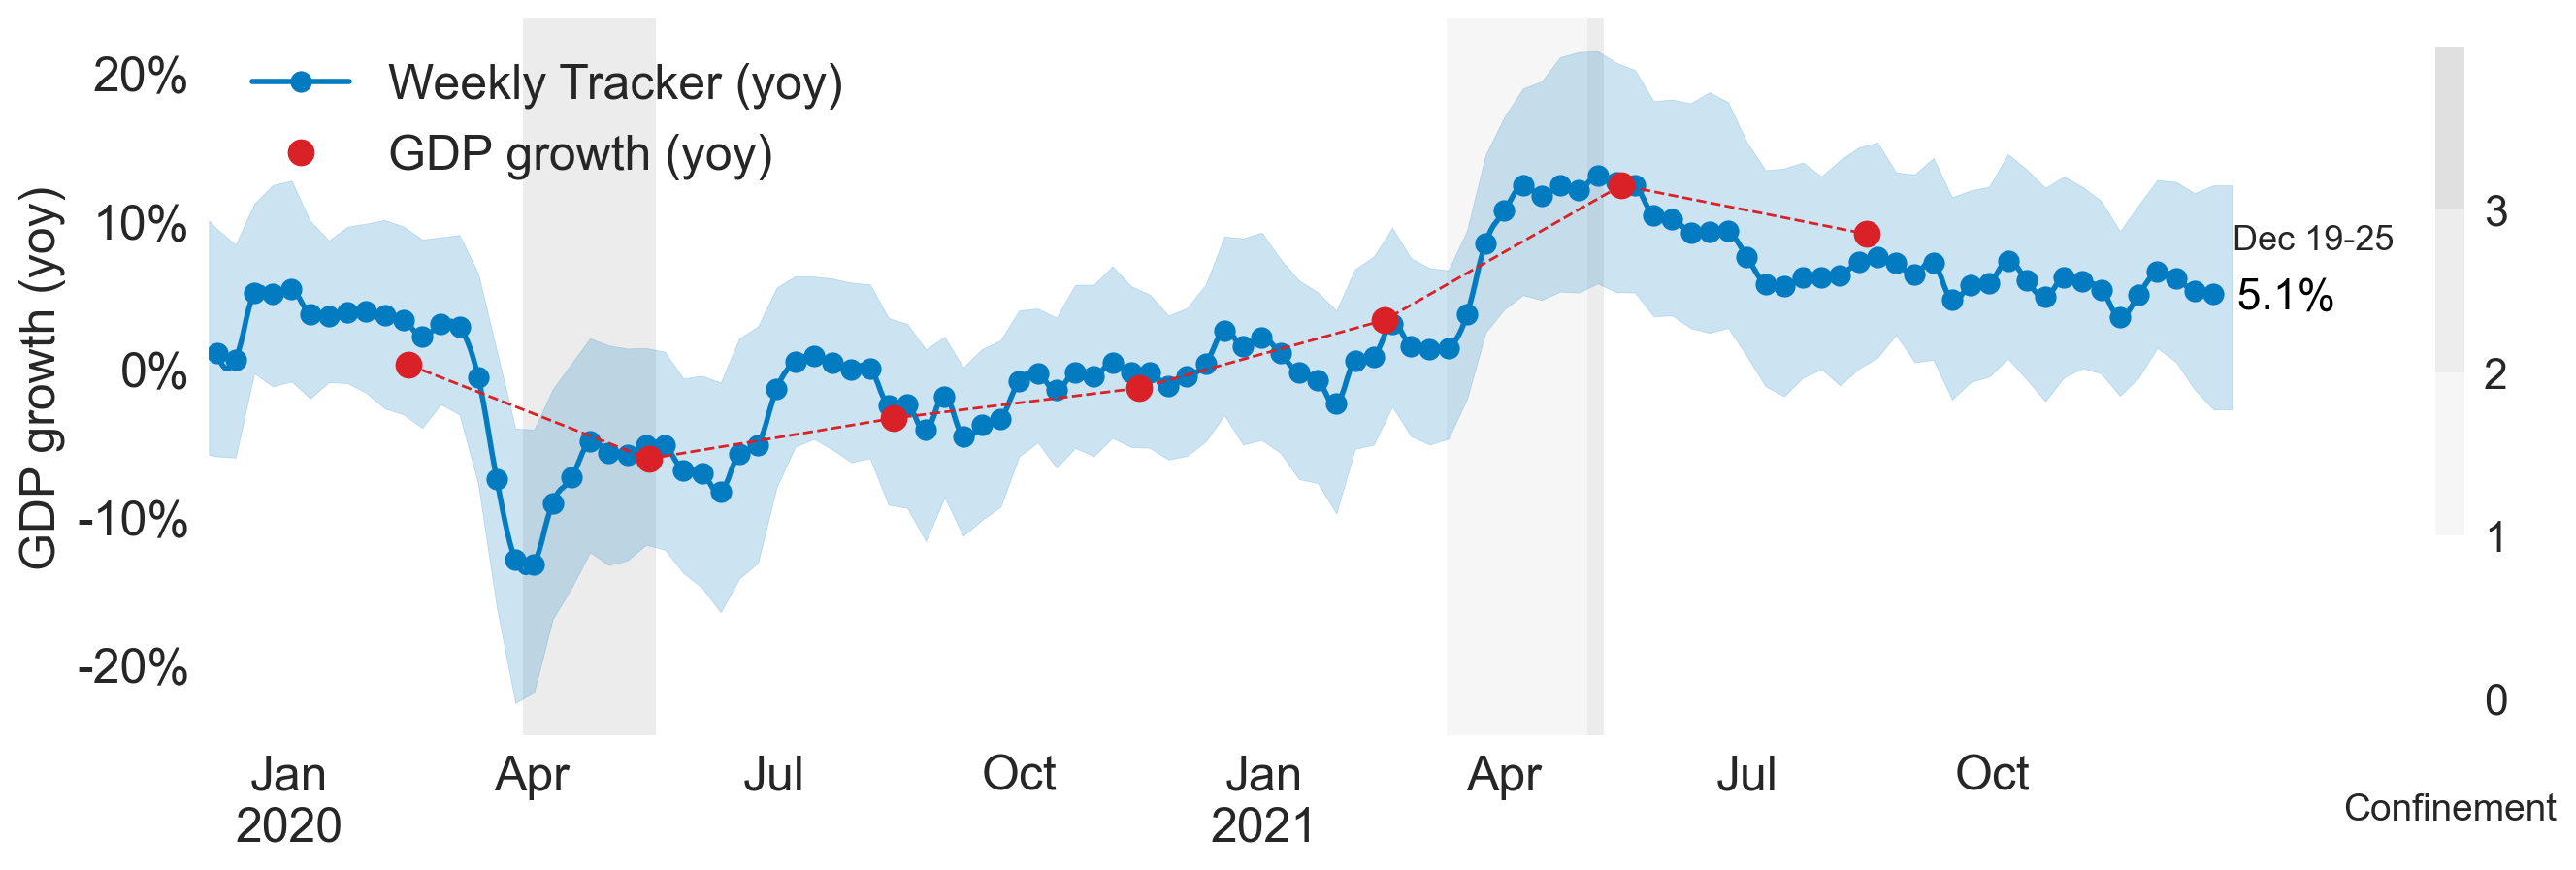 Weekly Tracker (yoy)
GDP growth (yoy)
GDP growth (yoy)
20%
10%
0%
-10%
-20%
Dec 19-25
5.1%
3
2
1
0
Jan Apr Jul Oct Jan Apr Jul Oct
2020 2021
Confinement